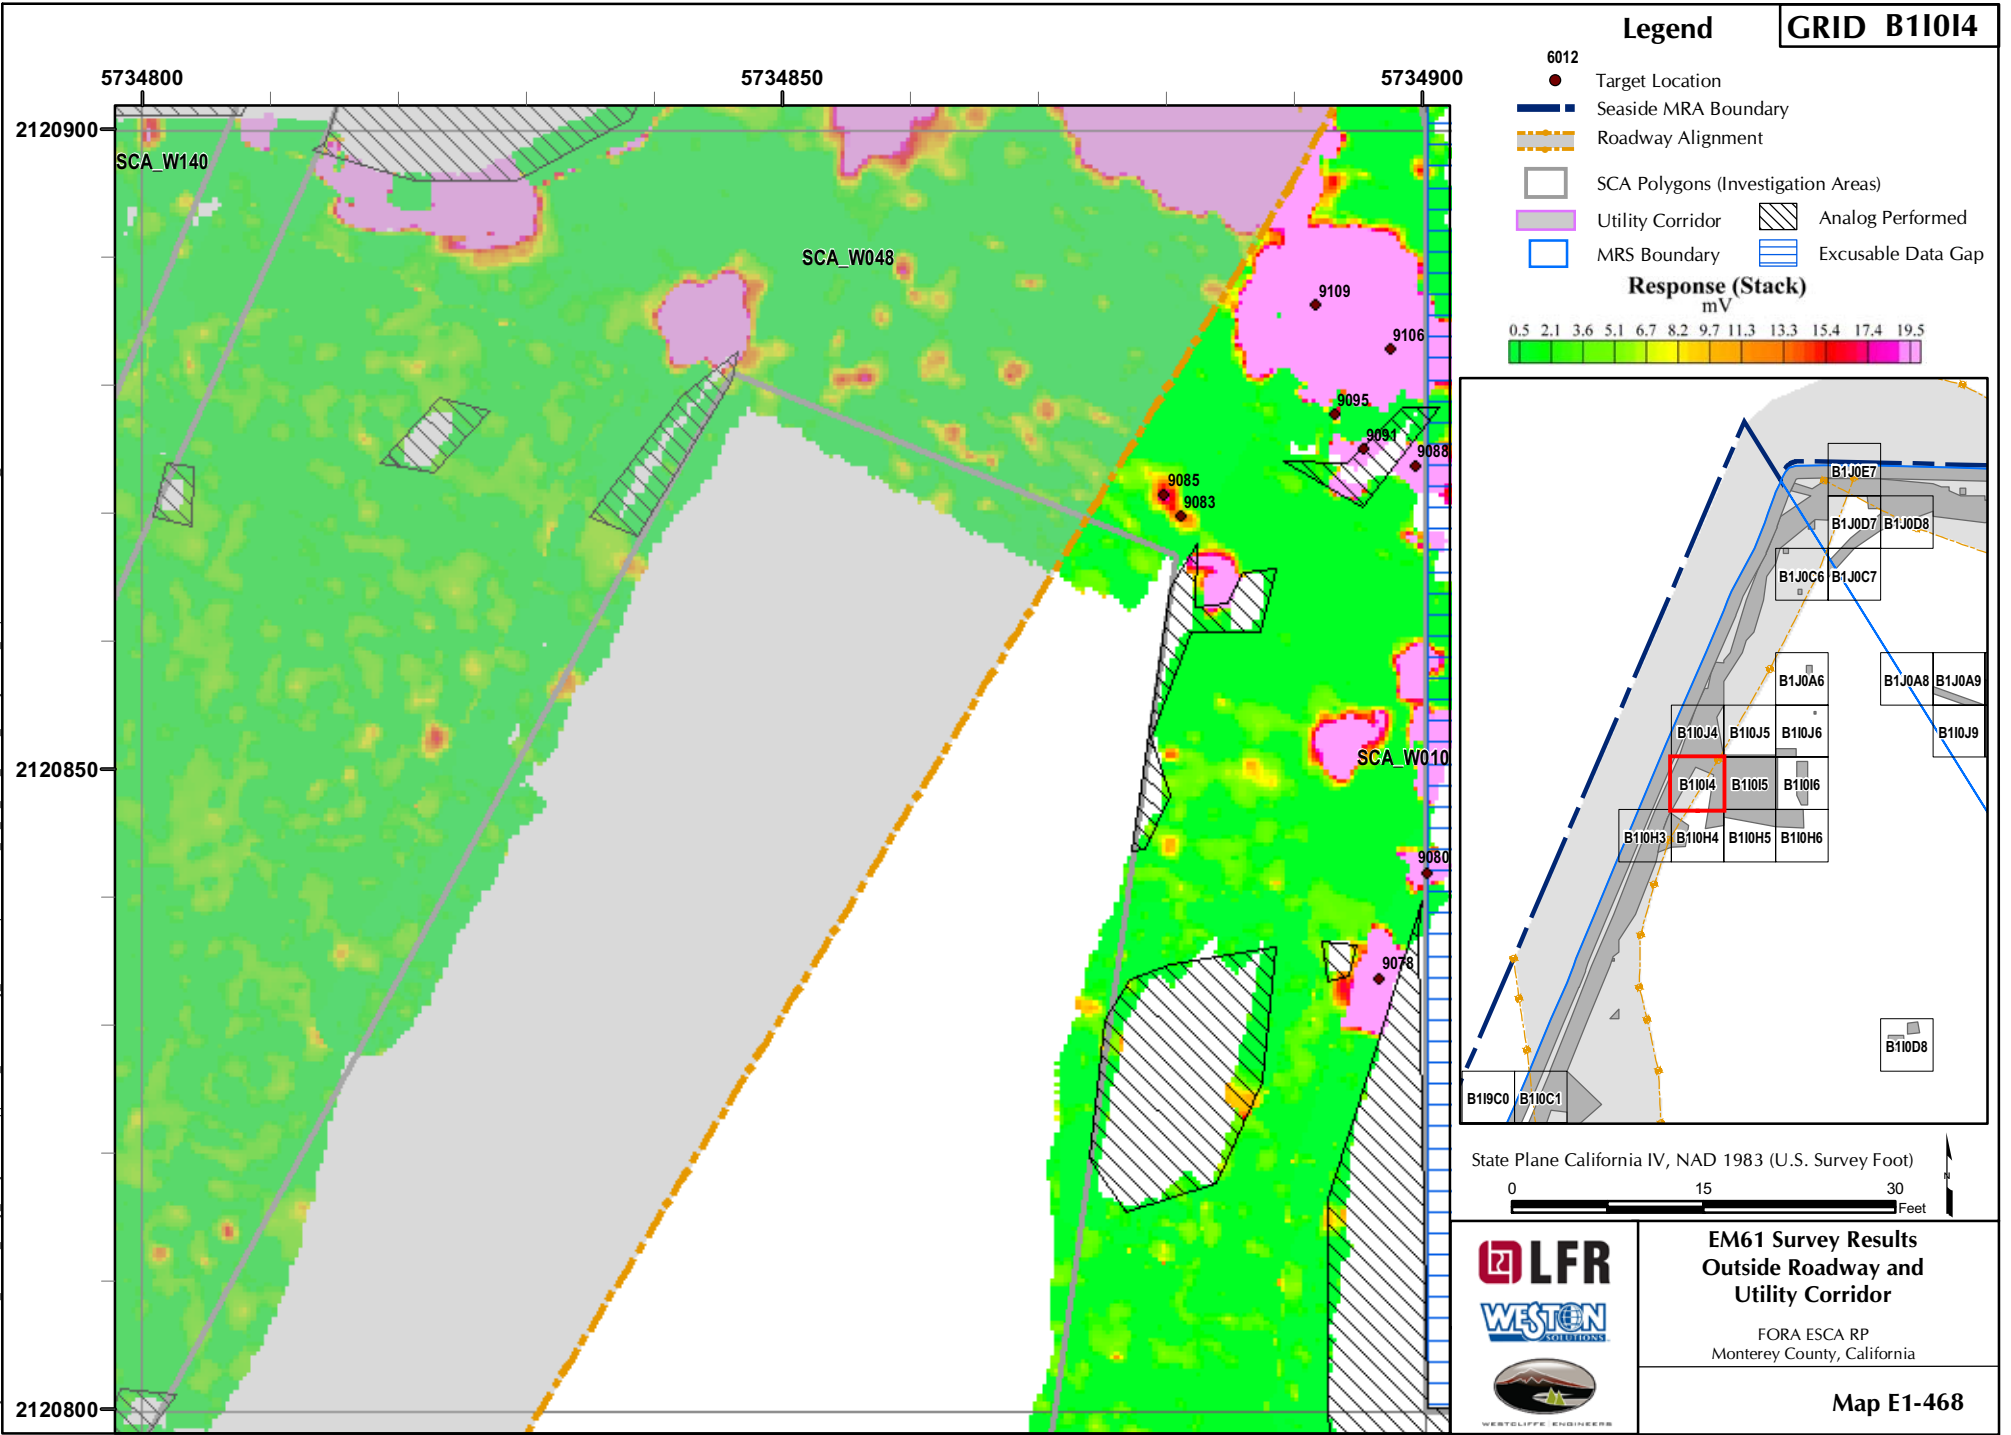 GRID B1I0I4
Legend
6012
Target Location
Seaside MRA Boundary
Roadway Alignment
SCA Polygons (Investigation Areas)
Utility Corridor
Analog Performed
MRS Boundary
Excusable Data Gap
Response (Stack)
mV
0.5 2.1 3.6 5.1 6.7 8.2 9.7 11.3 13.3 15.4 17.4 19.5
5734800
5734850
5734900
2120900
2120850
2120800
SCA_W140
SCA_W048
SCA_W010
9109
9106
9095
9091
9088
9085
9083
9080
9078
B1J0E7
B1J0D7 B1J0D8
B1J0C6 B1J0C7
B1J0A6 B1J0A8 B1J0A9
B1I0J4 B1I0J5 B1I0J6 B1I0J9
B1I0I4 B1I0I5 B1I0I6
B1I0H3 B1I0H4 B1I0H5 B1I0H6
B1I0D8
B1I9C0 B1I0C1
State Plane California IV, NAD 1983 (U.S. Survey Foot)
0 15 30
Feet
N
LFR
WESTON
SOLUTIONS
WESTCLIFFE ENGINEERS
EM61 Survey Results
Outside Roadway and
Utility Corridor
FORA ESCA RP
Monterey County, California
Map E1-468